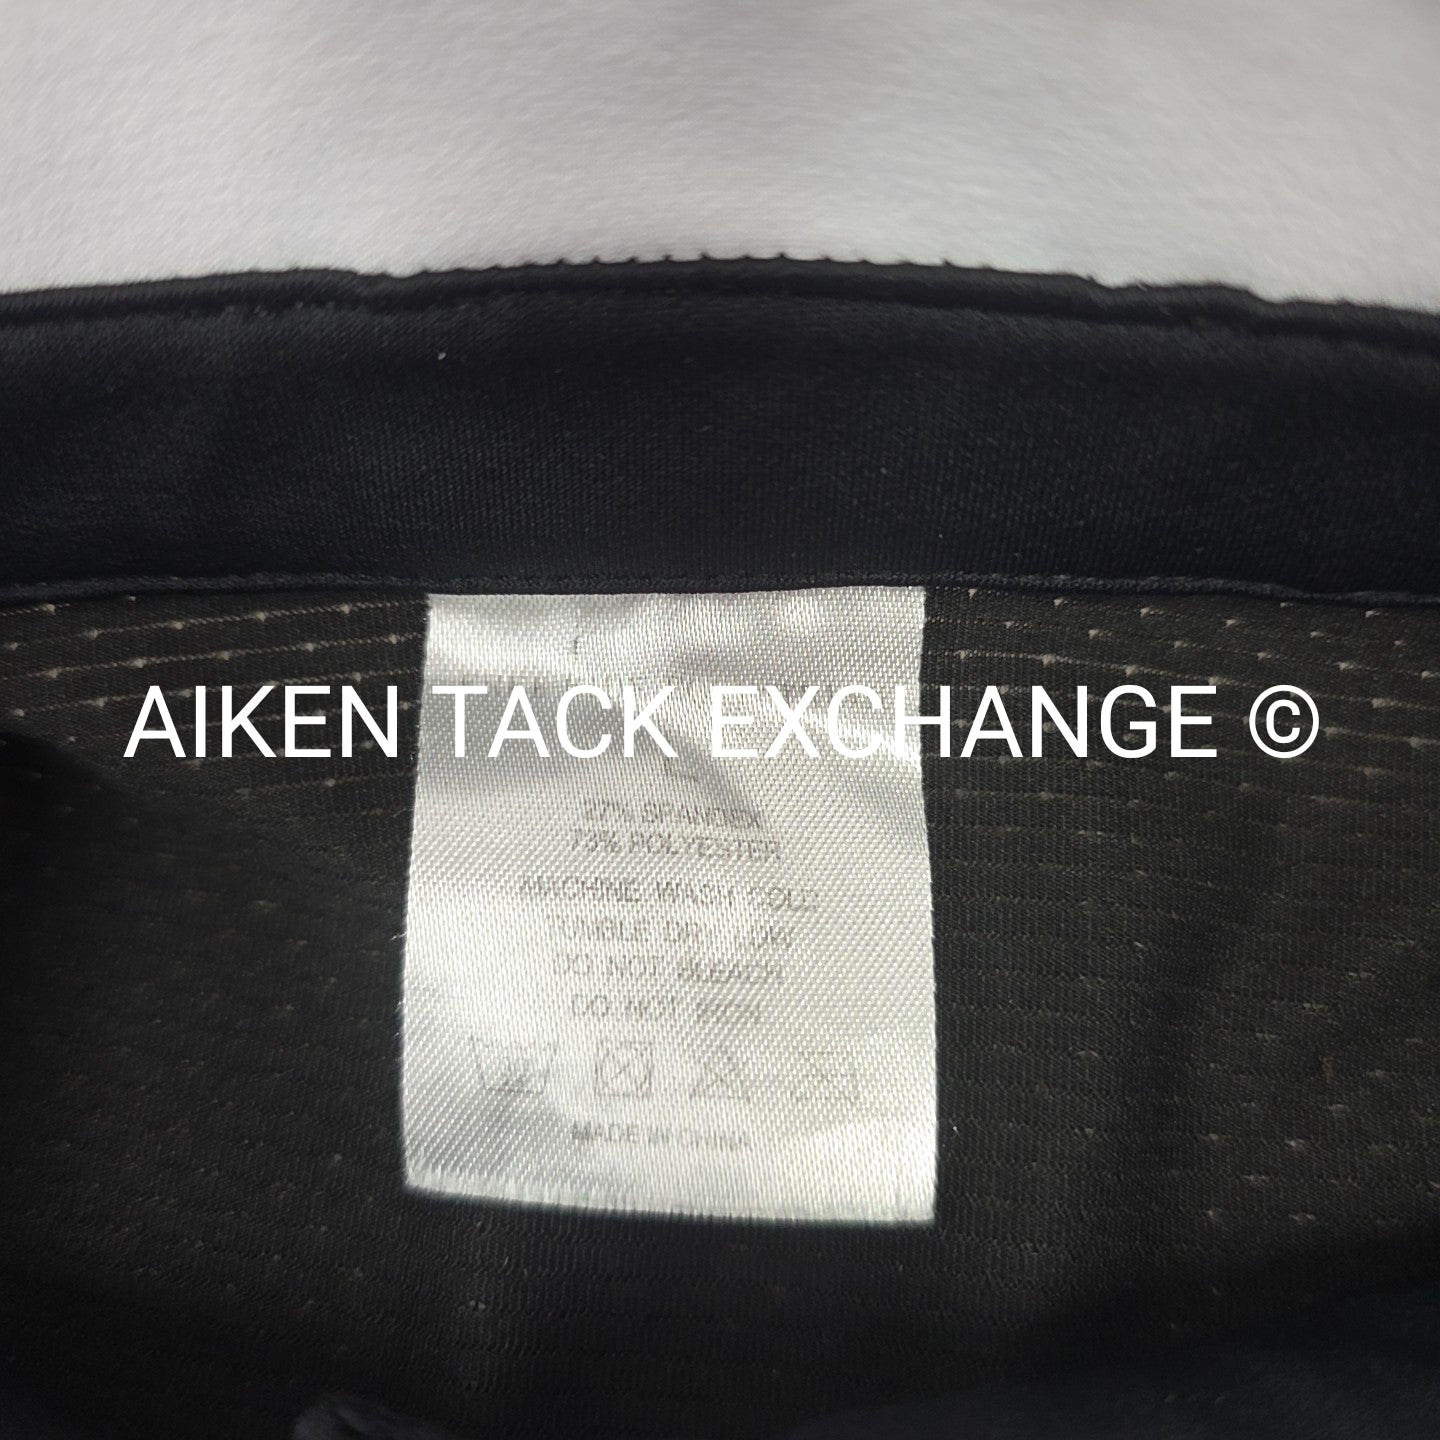 AIKEN TACK EXCHANGE ©
L
27% SPANDEX
73% POLYESTER
MACHINE WASH COLD
TUMBLE DRY LOW
DO NOT BLEACH
DO NOT IRON
MADE IN CHINA